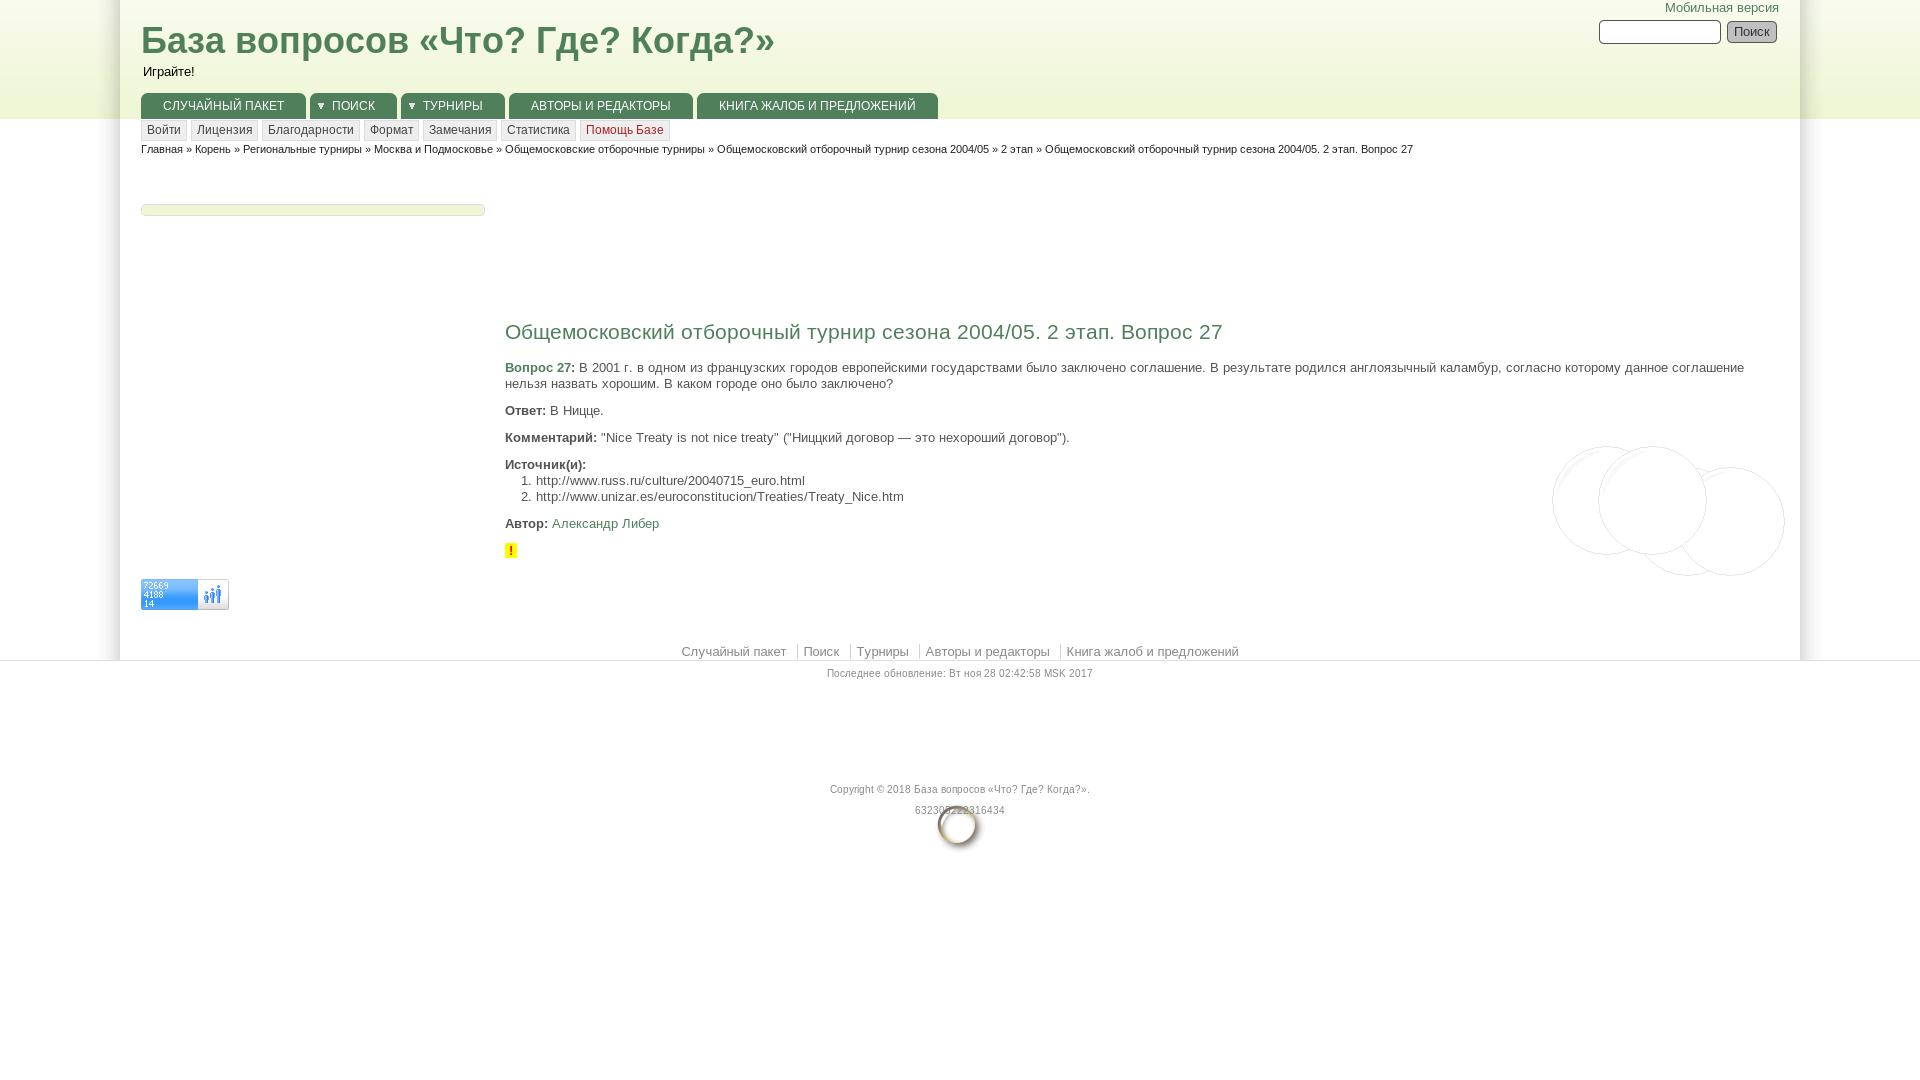 Мобильная версия
База вопросов «Что? Где? Когда?»
Поиск
Играйте!
СЛУЧАЙНЫЙ ПАКЕТ ПОИСК ТУРНИРЫ АВТОРЫ И РЕДАКТОРЫ КНИГА ЖАЛОБ И ПРЕДЛОЖЕНИЙ
Войти Лицензия Благодарности Формат Замечания Статистика Помощь Базе
Главная » Корень » Региональные турниры » Москва и Подмосковье » Общемосковские отборочные турниры » Общемосковский отборочный турнир сезона 2004/05 » 2 этап » Общемосковский отборочный турнир сезона 2004/05. 2 этап. Вопрос 27
Общемосковский отборочный турнир сезона 2004/05. 2 этап. Вопрос 27
Вопрос 27: В 2001 г. в одном из французских городов европейскими государствами было заключено соглашение. В результате родился англоязычный каламбур, согласно которому данное соглашение
нельзя назвать хорошим. В каком городе оно было заключено?
Ответ: В Ницце.
Комментарий: "Nice Treaty is not nice treaty" ("Ниццкий договор — это нехороший договор").
Источник(и):
1. http://www.russ.ru/culture/20040715_euro.html
2. http://www.unizar.es/euroconstitucion/Treaties/Treaty_Nice.htm
Автор: Александр Либер
!
72669
4188
14
Случайный пакет Поиск Турниры Авторы и редакторы Книга жалоб и предложений
Последнее обновление: Вт ноя 28 02:42:58 MSK 2017
Copyright © 2018 База вопросов «Что? Где? Когда?».